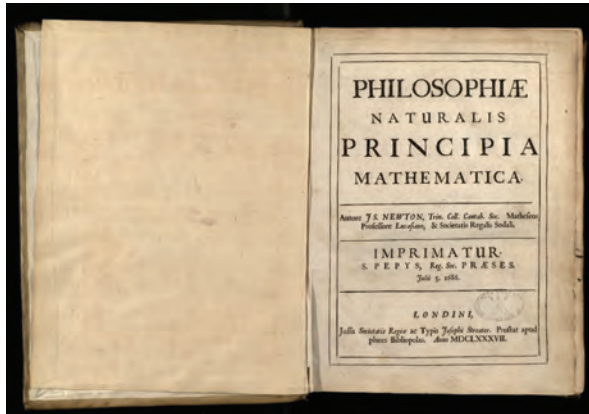 PHILOSOPHIÆ
NATURALIS
PRINCIPIA
MATHEMATICA.
Autore JS. NEWTON, Trin. Coll. Cantab. Soc. Matheseos
Professore Lucasiano, & Societatis Regalis Sodali.
IMPRIMATUR.
S. PEPYS, Reg. Soc. PRÆSES.
Julii 5. 1686.
LONDINI,
Jussu Societatis Regiæ ac Typis Josephi Streater. Prostat apud
plures Bibliopolas. Anno MDCLXXXVII.